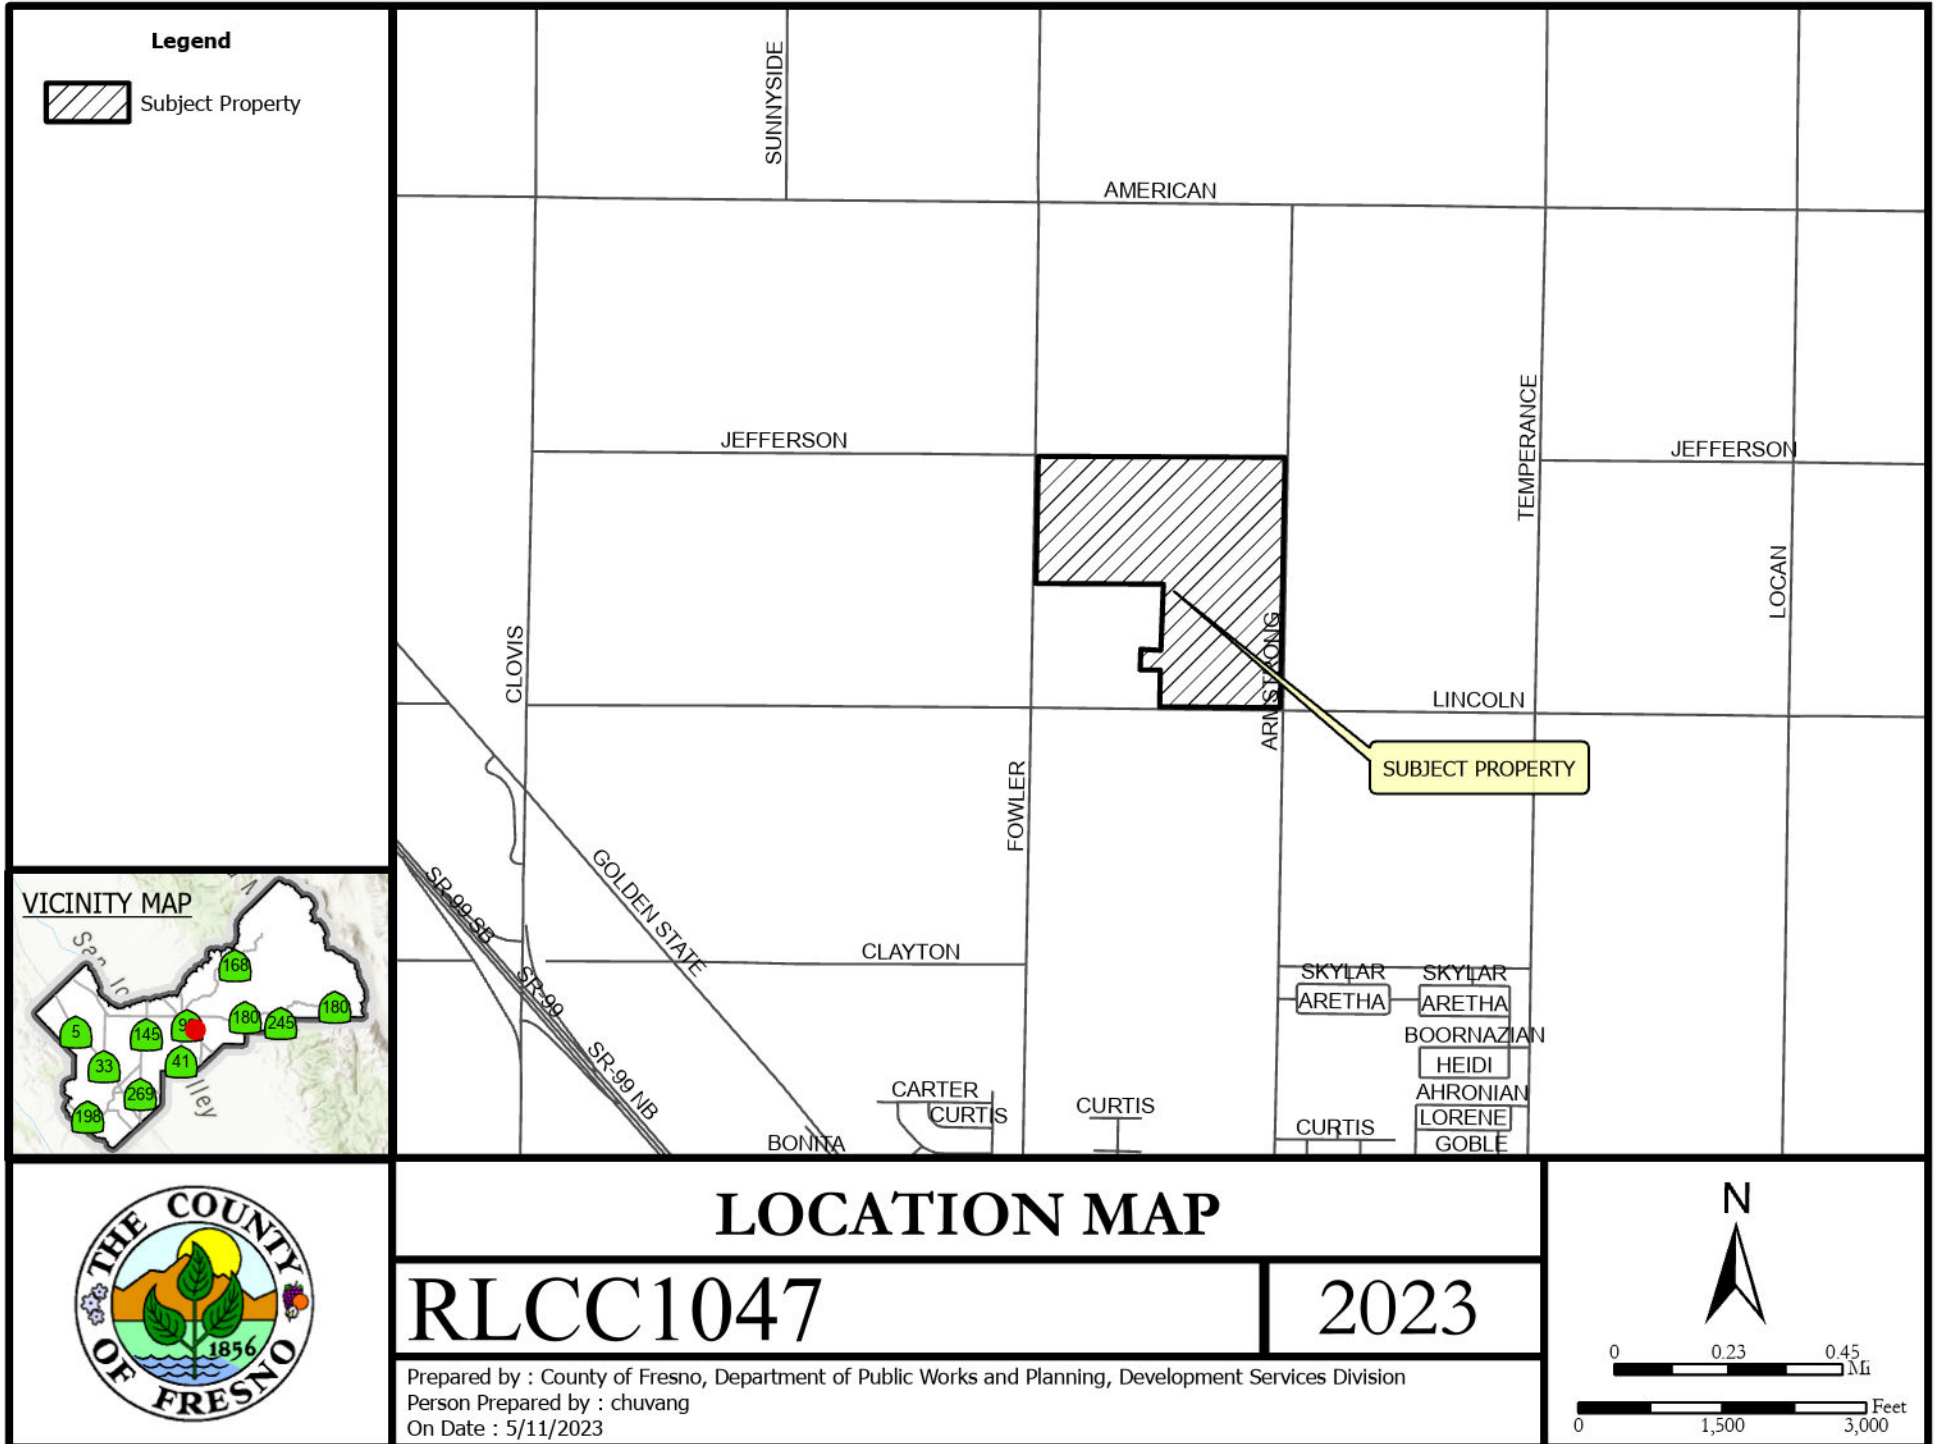 Legend
Subject Property
SUNNYSIDE
AMERICAN
JEFFERSON
JEFFERSON
TEMPERANCE
LOCAN
CLOVIS
ARMSTRONG
LINCOLN
SUBJECT PROPERTY
FOWLER
GOLDEN STATE
SR-99 SB
SR-99
SR-99 NB
CLAYTON
SKYLAR
SKYLAR
ARETHA
ARETHA
BOORNAZIAN
HEIDI
AHRONIAN
LORENE
GOBLE
CARTER
CURTIS
CURTIS
CURTIS
BONITA
VICINITY MAP
168
180
180
245
5
145
33
41
269
198
THE COUNTY
OF FRESNO
1856
LOCATION MAP
RLCC1047
2023
Prepared by : County of Fresno, Department of Public Works and Planning, Development Services Division
Person Prepared by : chuvang
On Date : 5/11/2023
N
0 0.23 0.45
Mi
Feet
0 1,500 3,000